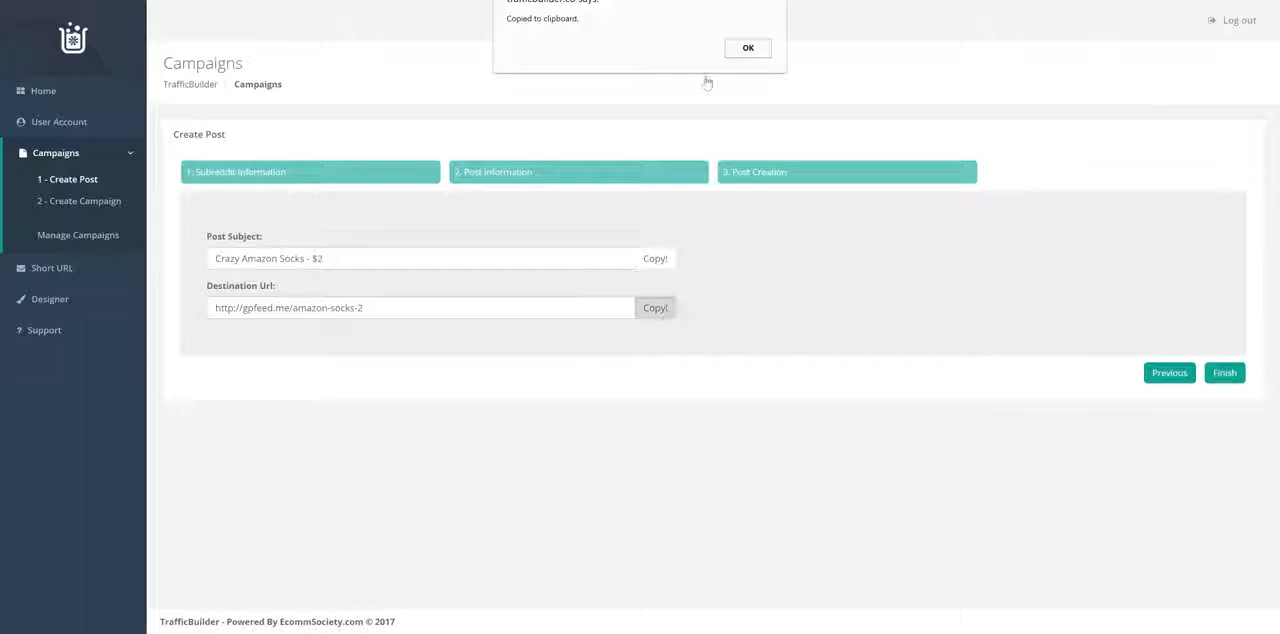 Copied to clipboard.
OK
Log out
Campaigns
TrafficBuilder
Campaigns
Home
User Account
Campaigns
1 - Create Post
2 - Create Campaign
Manage Campaigns
Short URL
Designer
? Support
Create Post
1. Subreddit Information
2. Post Information
3. Post Creation
Post Subject:
Crazy Amazon Socks - $2
Copy!
Destination Url:
http://gpfeed.me/amazon-socks-2
Copy!
Previous
Finish
TrafficBuilder - Powered By EcommSociety.com © 2017